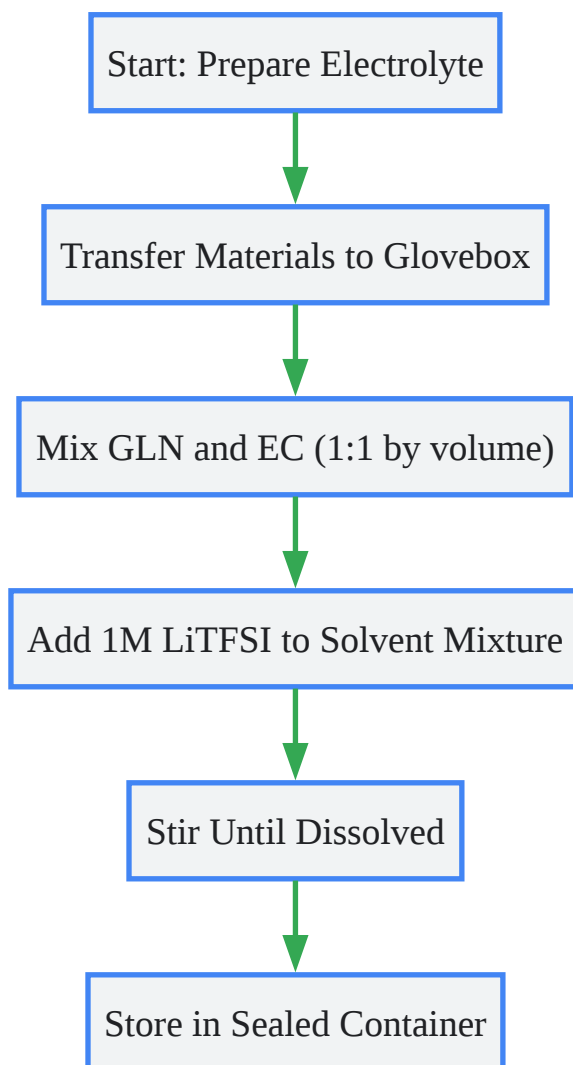 Start: Prepare Electrolyte
Transfer Materials to Glovebox
Mix GLN and EC (1:1 by volume)
Add 1M LiTFSI to Solvent Mixture
Stir Until Dissolved
Store in Sealed Container